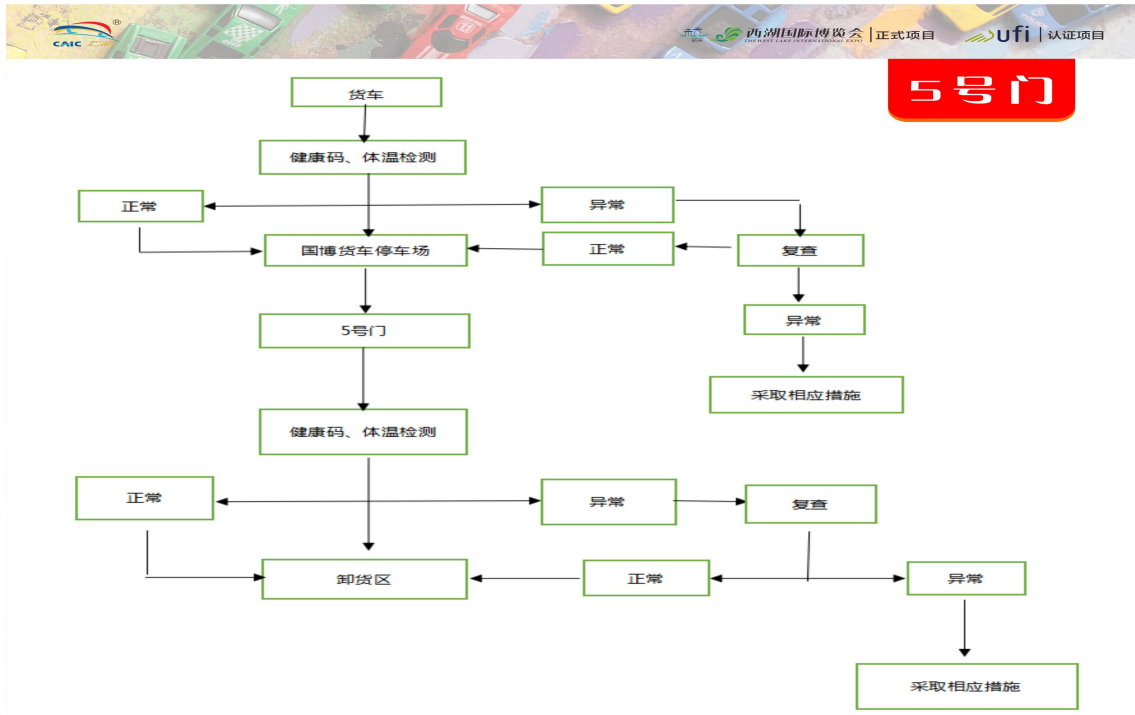 CAIC
®
西湖国际博览会
THE WEST LAKE INTERNATIONAL EXPO
正式项目
ufi
认证项目
5号门
货车
健康码、体温检测
正常
异常
国博货车停车场
正常
复查
异常
5号门
采取相应措施
健康码、体温检测
正常
异常
复查
卸货区
正常
异常
采取相应措施